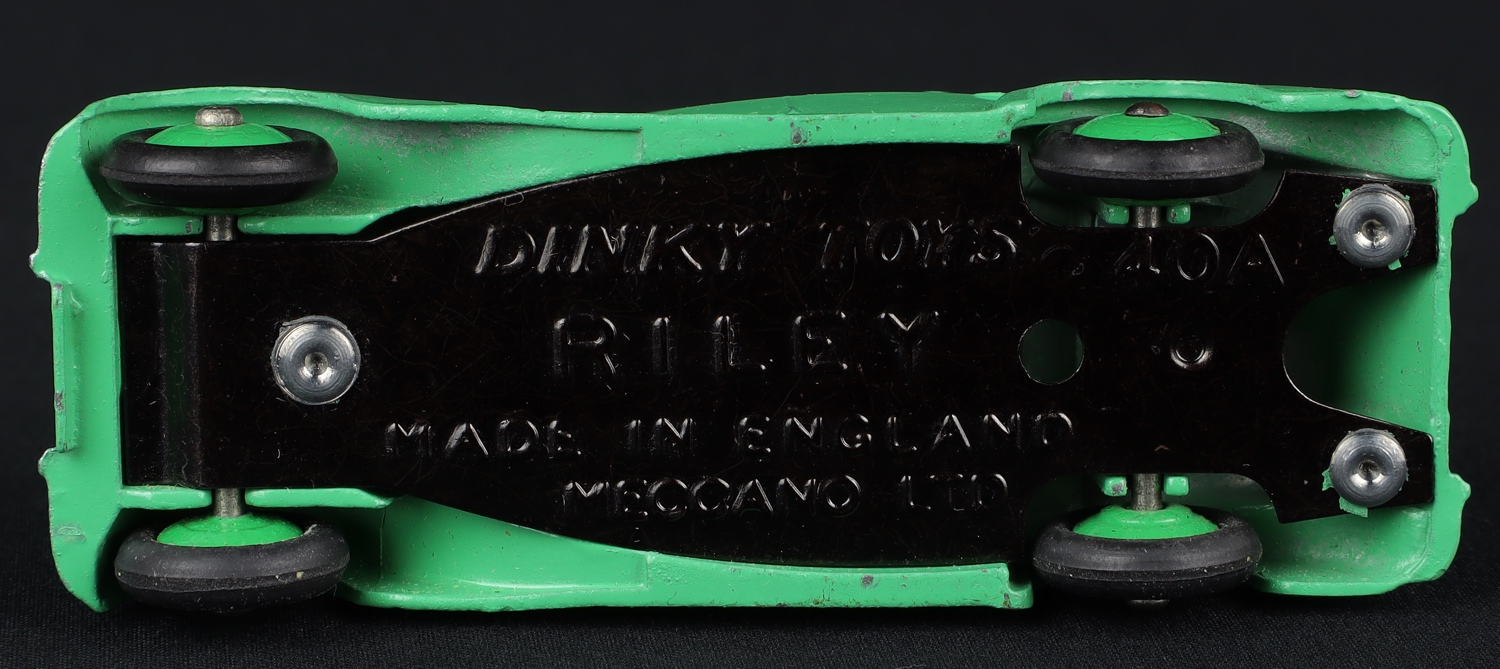 DINKY TOYS 40A
RILEY
MADE IN ENGLAND
MECCANO LTD